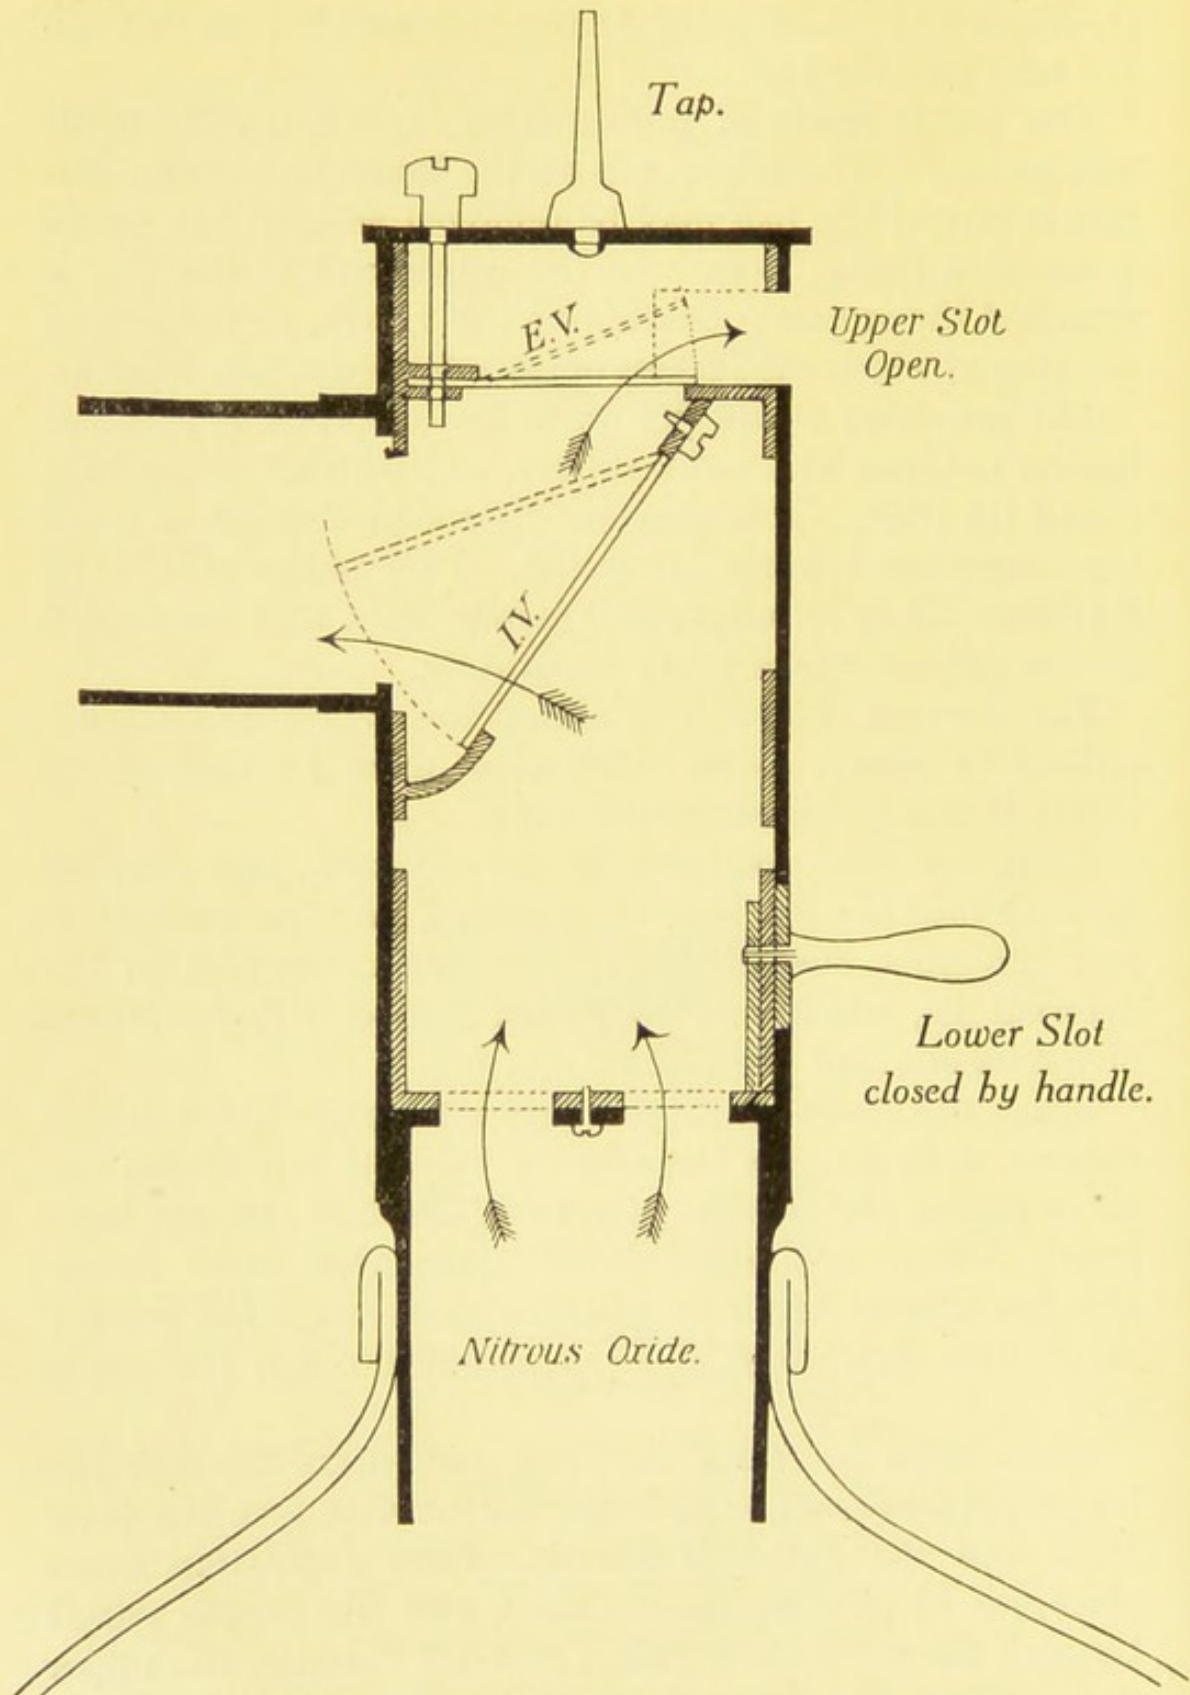 Tap.
E.V.
Upper Slot
Open.
I.V.
Lower Slot
closed by handle.
Nitrous Oxide.